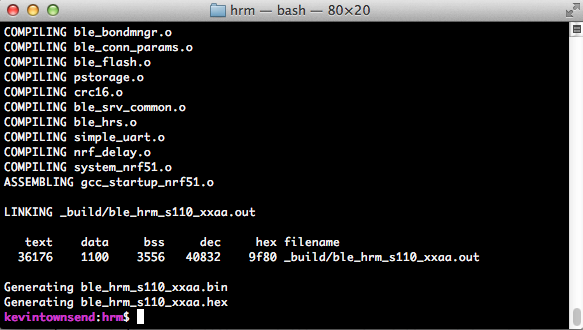 hrm — bash — 80×20
COMPILING ble_bondmngr.o
COMPILING ble_conn_params.o
COMPILING ble_flash.o
COMPILING pstorage.o
COMPILING crc16.o
COMPILING ble_srv_common.o
COMPILING ble_hrs.o
COMPILING simple_uart.o
COMPILING nrf_delay.o
COMPILING system_nrf51.o
ASSEMBLING gcc_startup_nrf51.o
LINKING _build/ble_hrm_s110_xxaa.out
text data bss dec hex filename
36176 1100 3556 40832 9f80 _build/ble_hrm_s110_xxaa.out
Generating ble_hrm_s110_xxaa.bin
Generating ble_hrm_s110_xxaa.hex
kevintownsend:hrm$